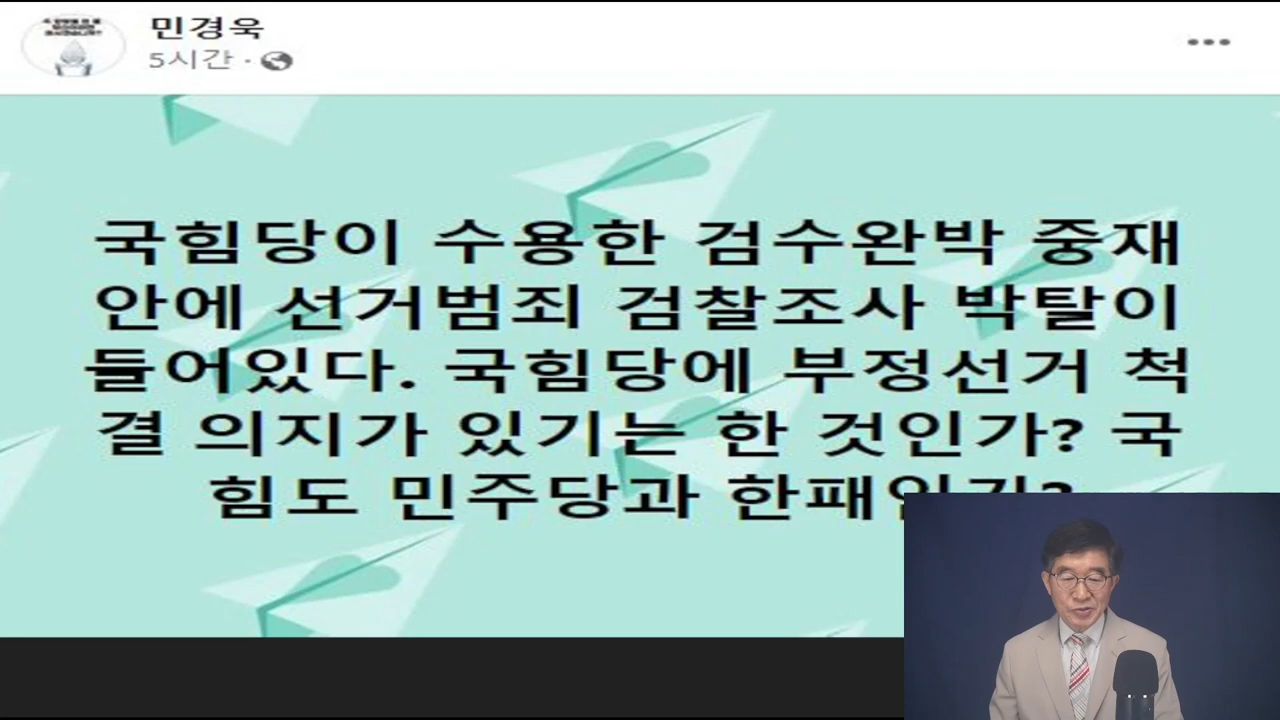 민경욱
5시간 ·
국힘당이 수용한 검수완박 중재
안에 선거범죄 검찰조사 박탈이
들어있다. 국힘당에 부정선거 척
결 의지가 있기는 한 것인가? 국
힘도 민주당과